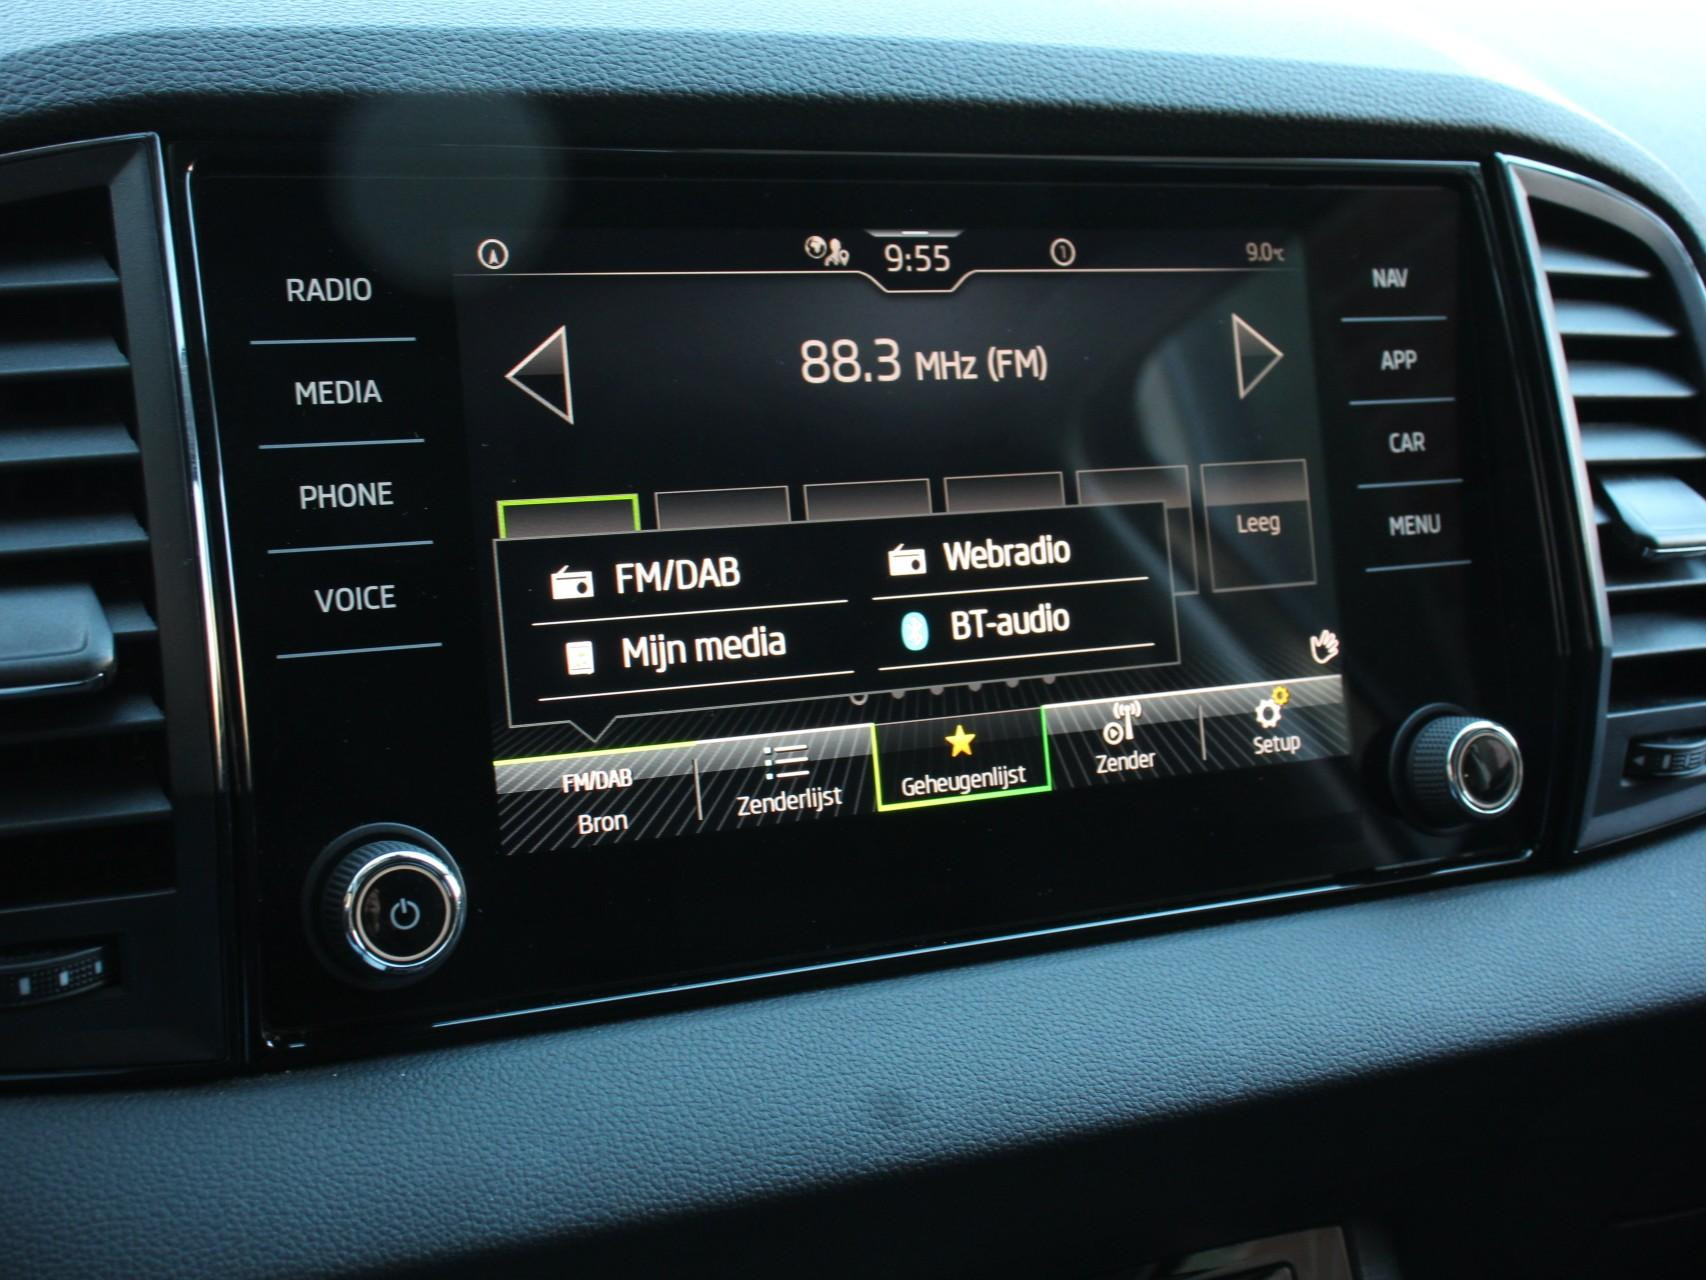 RADIO
MEDIA
PHONE
VOICE
9:55
1
9.0°C
88.3 MHz (FM)
Leeg
FM/DAB
Webradio
Mijn media
BT-audio
FM/DAB
Bron
Zenderlijst
Geheugenlijst
Zender
Setup
NAV
APP
CAR
MENU